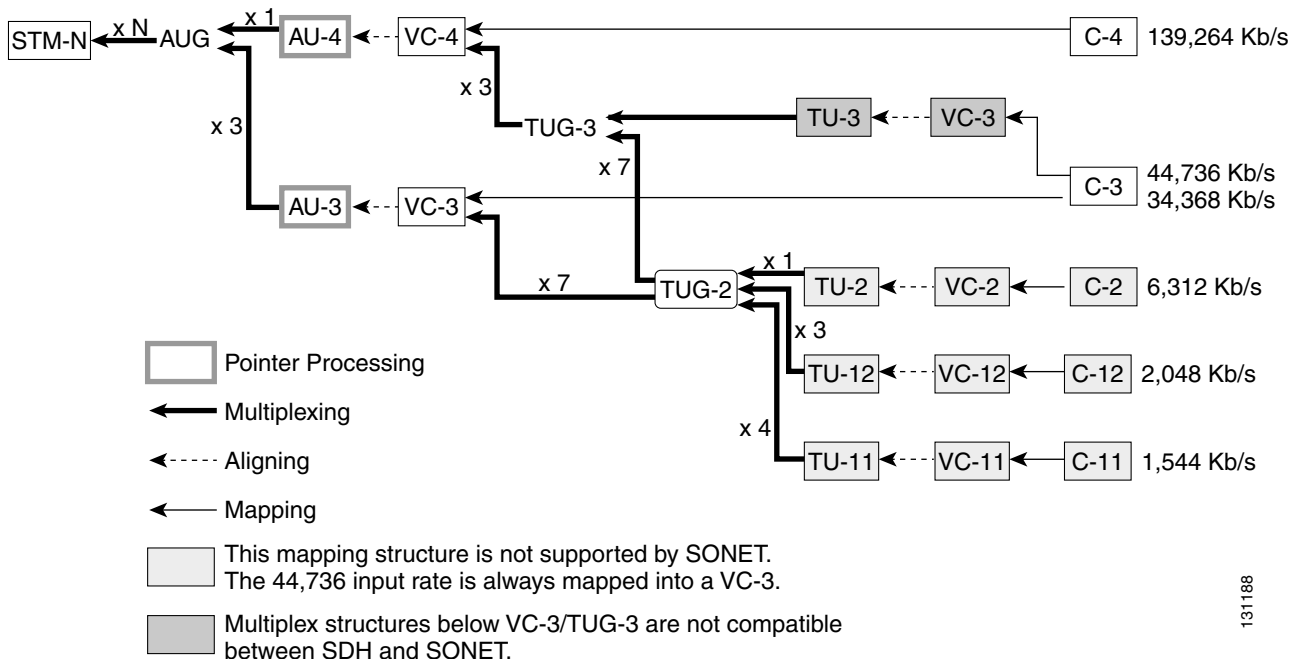 x N
x 1
STM-N
AUG
AU-4
VC-4
C-4
139,264 Kb/s
x 3
TUG-3
TU-3
VC-3
x 3
x 7
44,736 Kb/s
C-3
34,368 Kb/s
AU-3
VC-3
x 1
x 7
TUG-2
TU-2
VC-2
C-2
6,312 Kb/s
x 3
Pointer Processing
TU-12
VC-12
C-12
2,048 Kb/s
Multiplexing
x 4
Aligning
TU-11
VC-11
C-11
1,544 Kb/s
Mapping
This mapping structure is not supported by SONET.
The 44,736 input rate is always mapped into a VC-3.
Multiplex structures below VC-3/TUG-3 are not compatible
between SDH and SONET.
131188